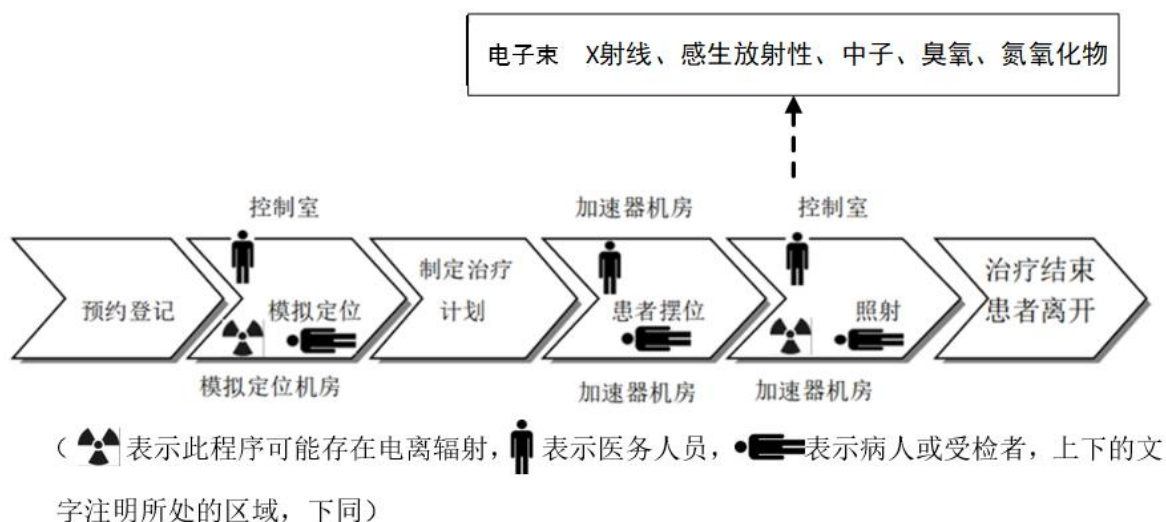 电子束 X射线、感生放射性、中子、臭氧、氮氧化物
控制室
加速器机房
控制室
预约登记
模拟定位
制定治疗
计划
患者摆位
照射
治疗结束
患者离开
模拟定位机房
加速器机房
加速器机房
（ 表示此程序可能存在电离辐射， 表示医务人员， 表示病人或受检者，上下的文
字注明所处的区域，下同）